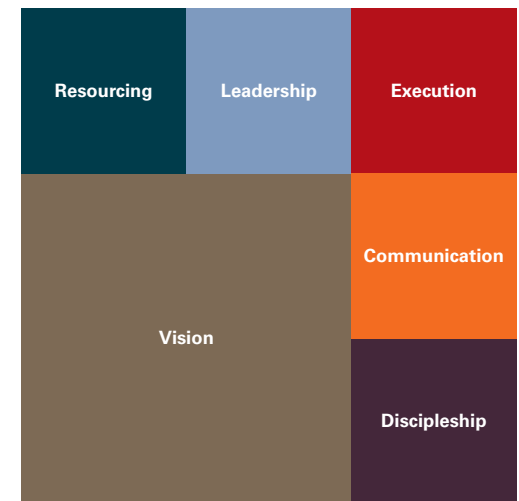 Resourcing
Leadership
Execution
Communication
Vision
Discipleship